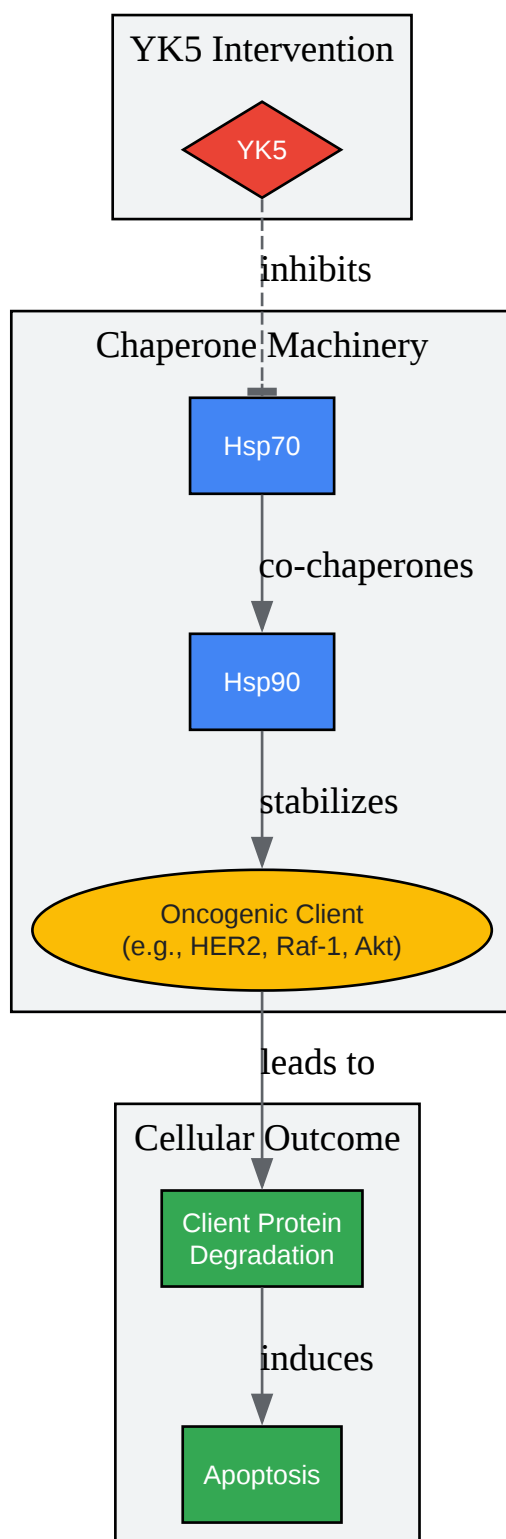 YK5 Intervention
YK5
inhibits
Chaperone Machinery
Hsp70
co-chaperones
Hsp90
stabilizes
Oncogenic Client
(e.g., HER2, Raf-1, Akt)
leads to
Cellular Outcome
Client Protein
Degradation
induces
Apoptosis